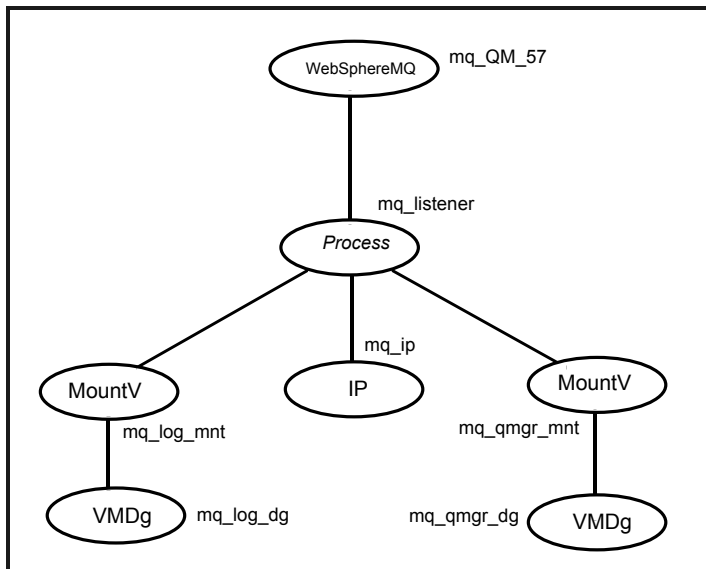 WebSphereMQ
mq_QM_57
mq_listener
Process
mq_ip
MountV
IP
MountV
mq_log_mnt
mq_qmgr_mnt
VMDg
mq_log_dg
mq_qmgr_dg
VMDg